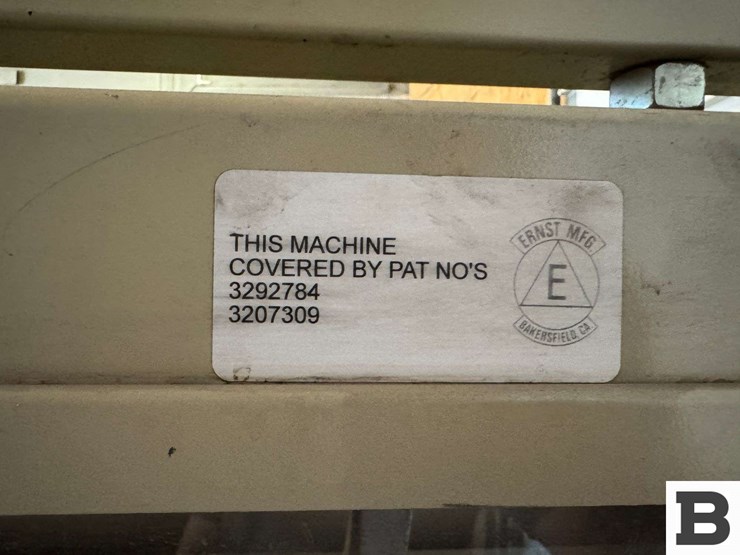 THIS MACHINE
COVERED BY PAT NO'S
3292784
3207309
ERNST MFG.
E
BAKERSFIELD, CA
B